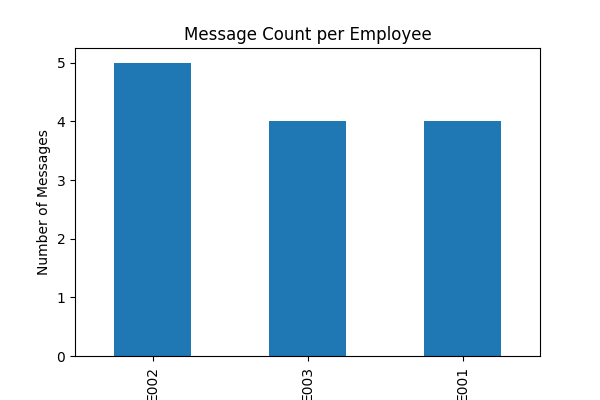 Message Count per Employee
Number of Messages
5
4
3
2
1
0
E002
E003
E001